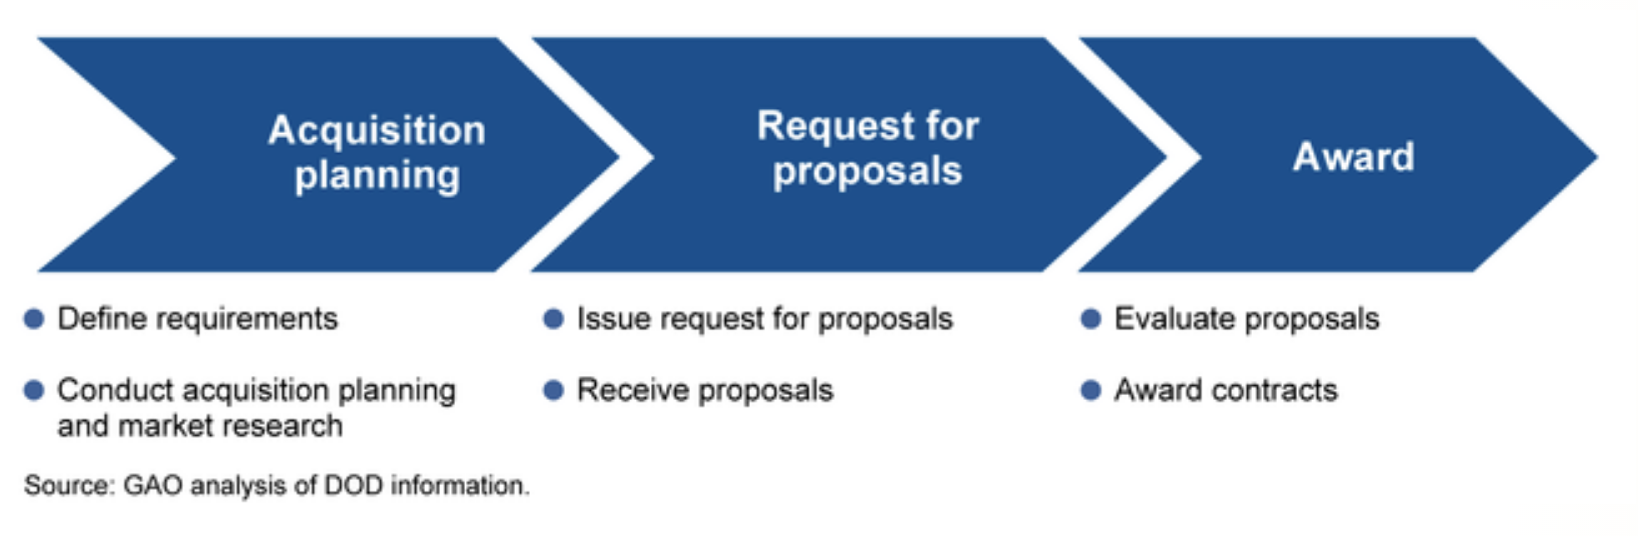 Acquisition
planning
Request for
proposals
Award
Define requirements
Conduct acquisition planning
and market research
Issue request for proposals
Receive proposals
Evaluate proposals
Award contracts
Source: GAO analysis of DOD information.